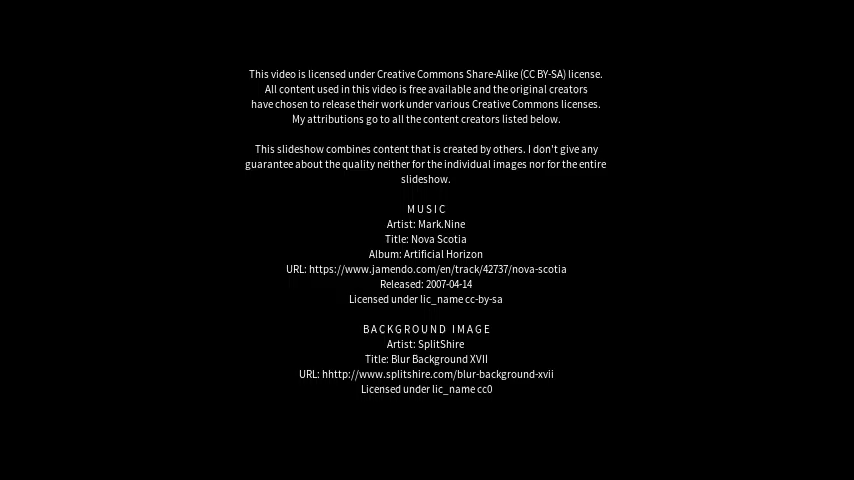 This video is licensed under Creative Commons Share-Alike (CC BY-SA) license.
All content used in this video is free available and the original creators
have chosen to release their work under various Creative Commons licenses.
My attributions go to all the content creators listed below.
This slideshow combines content that is created by others. I don't give any
guarantee about the quality neither for the individual images nor for the entire
slideshow.
MUSIC
Artist: Mark.Nine
Title: Nova Scotia
Album: Artificial Horizon
URL: https://www.jamendo.com/en/track/42737/nova-scotia
Released: 2007-04-14
Licensed under lic_name cc-by-sa
BACKGROUND IMAGE
Artist: SplitShire
Title: Blur Background XVII
URL: hhttp://www.splitshire.com/blur-background-xvii
Licensed under lic_name cc0